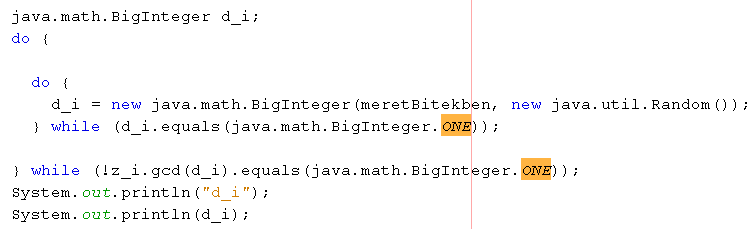 java.math.BigInteger d_i;
do {
do {
d_i = new java.math.BigInteger(meretBitekben, new java.util.Random());
} while (d_i.equals(java.math.BigInteger.ONE));
} while (!z_i.gcd(d_i).equals(java.math.BigInteger.ONE));
System.out.println("d_i");
System.out.println(d_i);